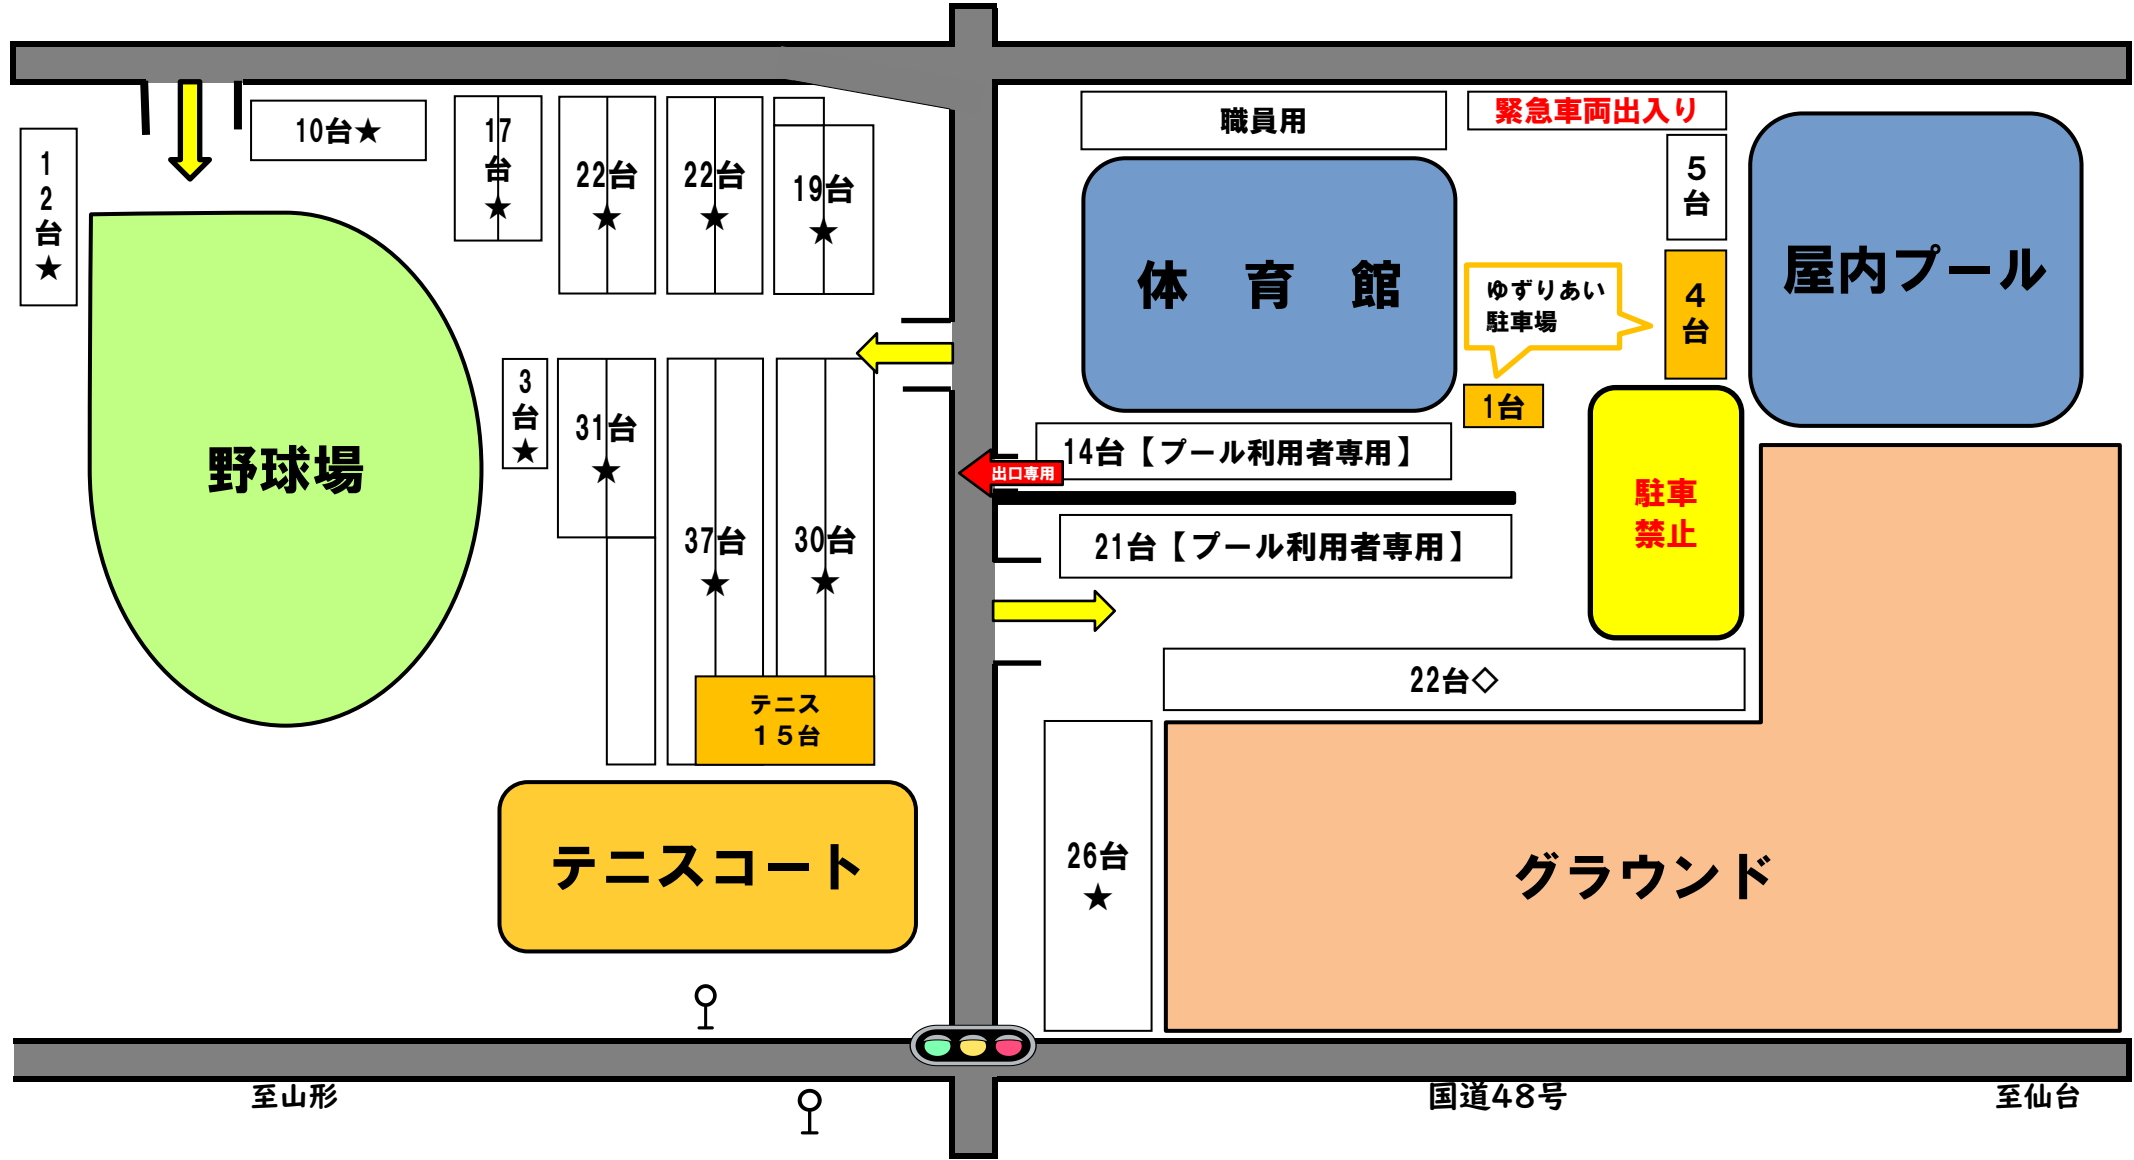 10台★
17
台
★
22台
★
22台
★
19台
★
1
2
台
★
職員用
緊急車両出入り
5
台
体 育 館
屋内プール
ゆずりあい
駐車場
4
台
1台
3
台
★
31台
★
野球場
14台【プール利用者専用】
出口専用
21台【プール利用者専用】
駐車
禁止
37台
★
30台
★
テニス
15台
22台◇
テニスコート
26台
★
グラウンド
至山形
国道48号
至仙台